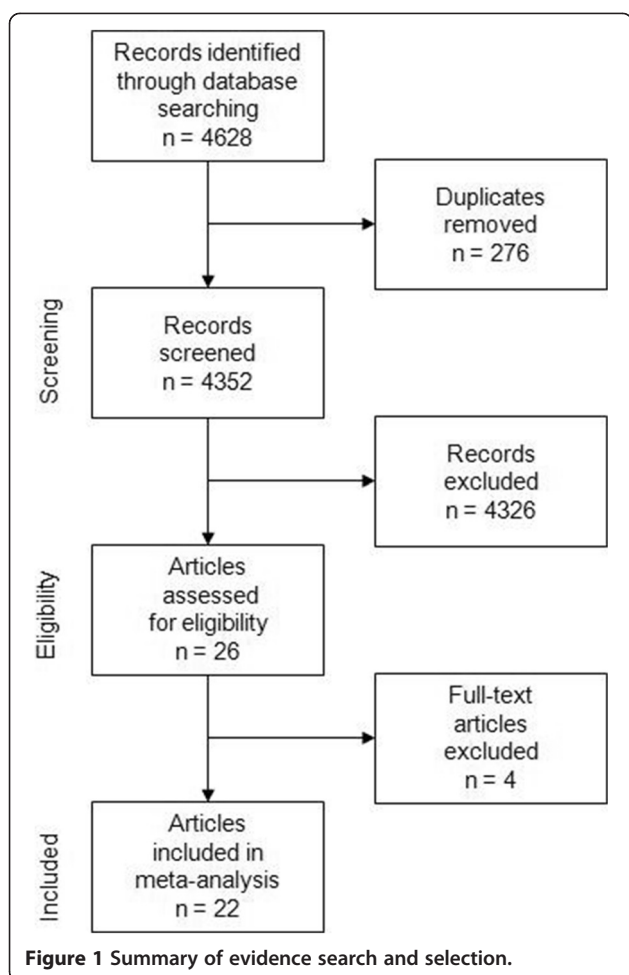 Records identified
through database
searching
n = 4628
Duplicates
removed
n = 276
Screening
Records
screened
n = 4352
Records
excluded
n = 4326
Eligibility
Articles
assessed
for eligibility
n = 26
Full-text
articles
excluded
n = 4
Included
Articles
included in
meta-analysis
n = 22
Figure 1 Summary of evidence search and selection.